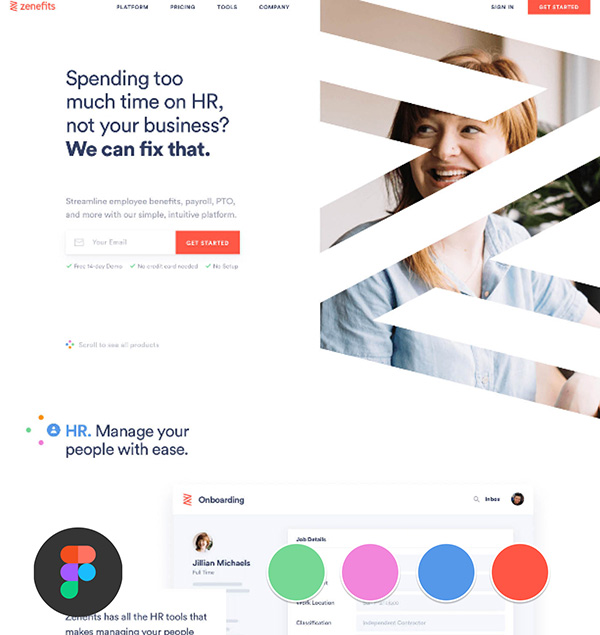 zenefits
PLATFORM PRICING TOOLS COMPANY
SIGN IN GET STARTED
Spending too
much time on HR,
not your business?
We can fix that.
Streamline employee benefits, payroll, PTO,
and more with our simple, intuitive platform.
Your Email GET STARTED
Free 14-day Demo No credit card needed No Setup
Scroll to see all products
HR. Manage your
people with ease.
Onboarding
Inbox
Jillian Michaels
Full Time
Job Details
Work Location
Classification Independent Contractor
Zenefits has all the HR tools that
makes managing your people